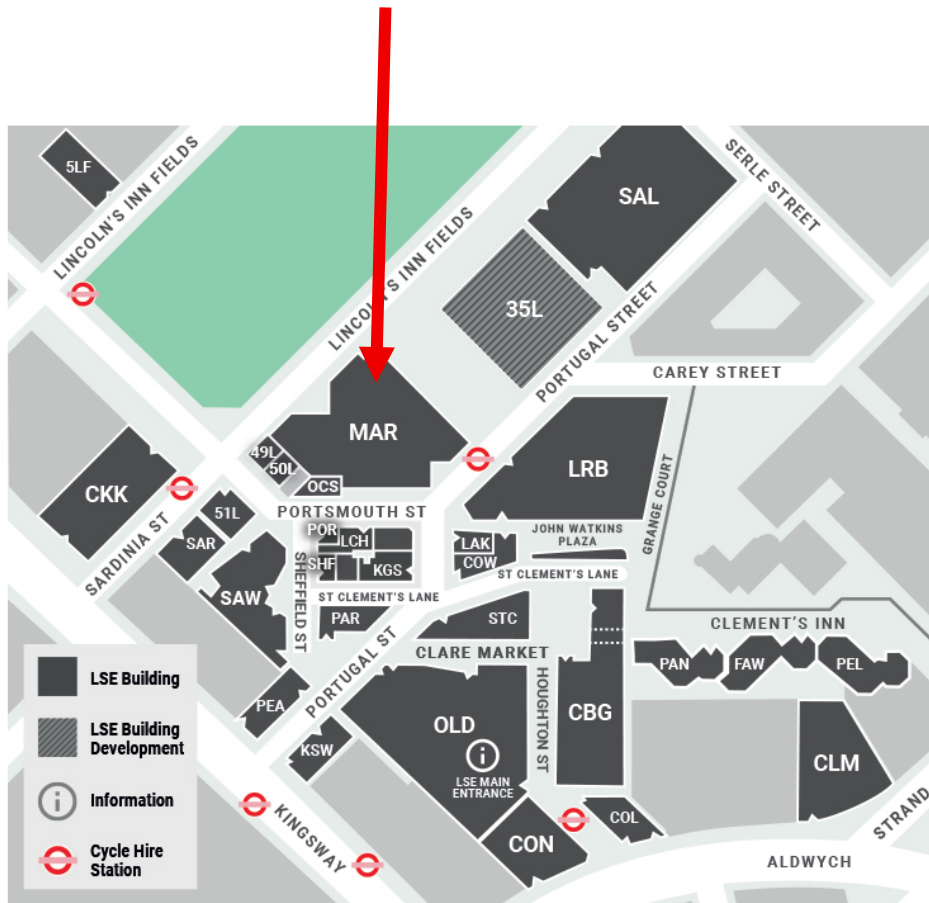 5LF
LINCOLN'S INN FIELDS
LINCOLN'S INN FIELDS
SERLE STREET
SAL
35L
PORTUGAL STREET
CAREY STREET
MAR
49L
50L
OCS
LRB
GRANGE COURT
CKK
SARDINIA ST
51L
SAR
SAW
PORTSMOUTH ST
POR
LCH
SHF
KGS
SHEFFIELD ST
ST CLEMENT'S LANE
PAR
LAK
COW
JOHN WATKINS
PLAZA
ST CLEMENT'S LANE
STC
CLARE MARKET
CLEMENT'S INN
PAN
FAW
PEL
PORTUGAL ST
PEA
KSW
OLD
LSE MAIN
ENTRANCE
HOUGHTON ST
CBG
CLM
CON
COL
KINGSWAY
ALDWYCH
STRAND
LSE Building
LSE Building
Development
Information
Cycle Hire
Station